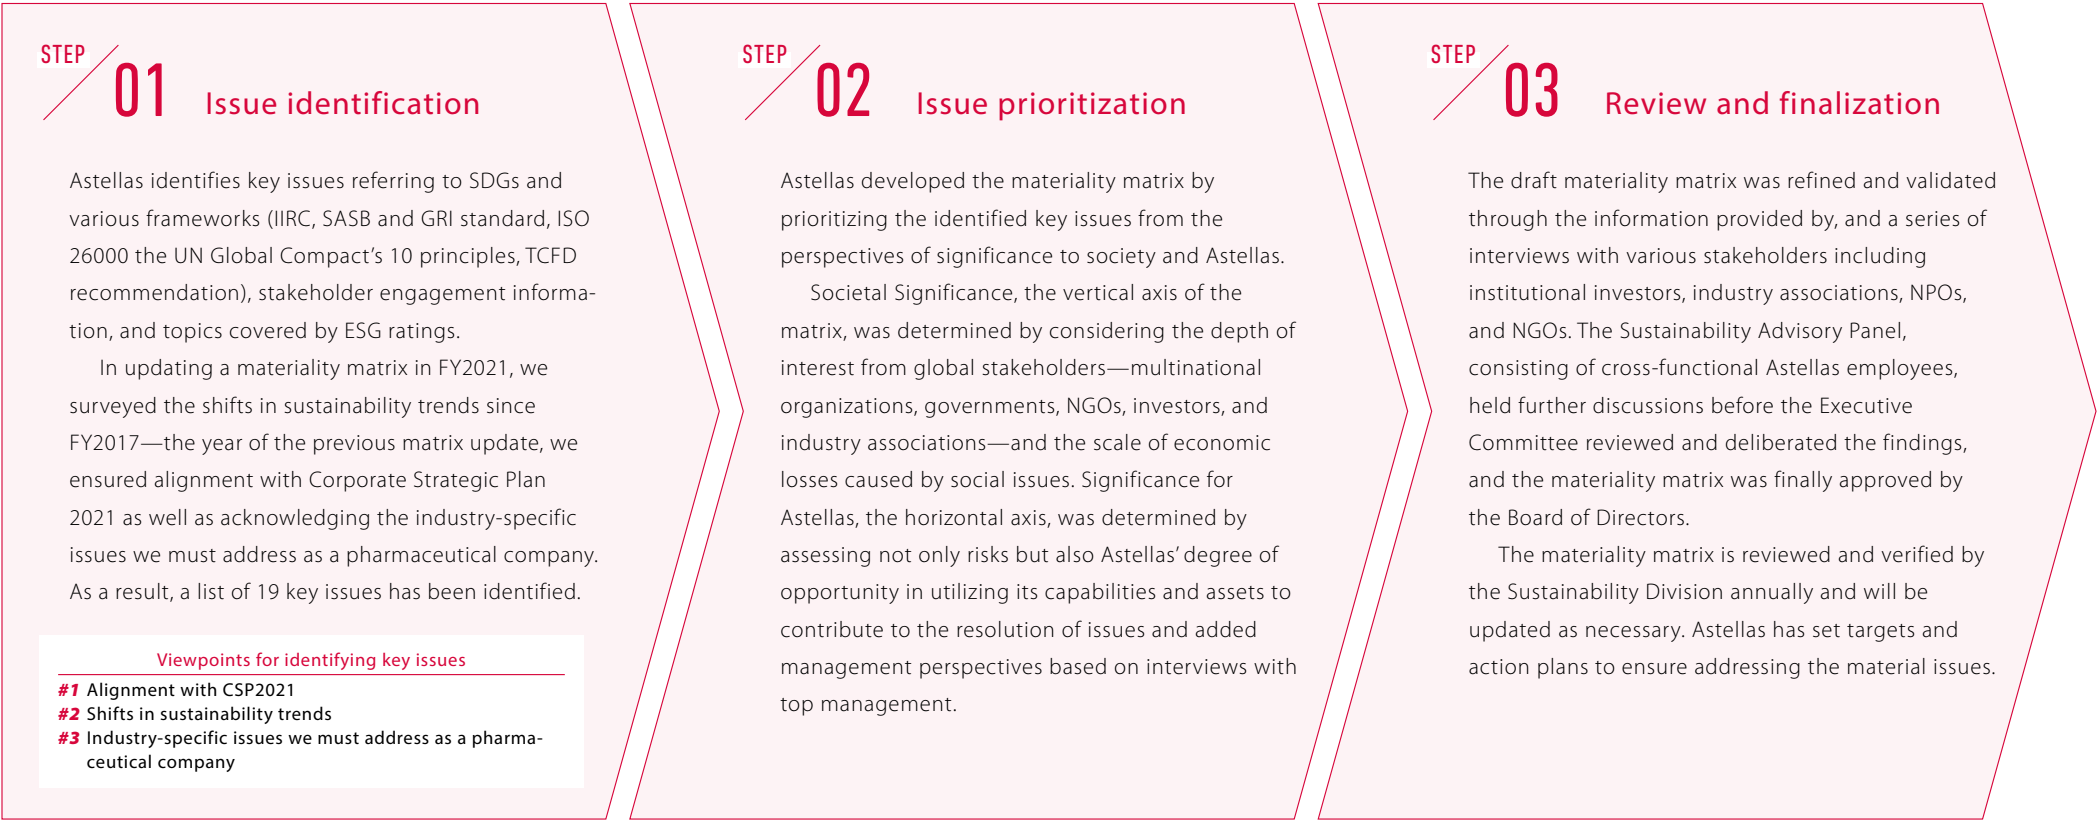 STEP
01 Issue identification
Astellas identifies key issues referring to SDGs and
various frameworks (IIRC, SASB and GRI standard, ISO
26000 the UN Global Compact's 10 principles, TCFD
recommendation), stakeholder engagement informa-
tion, and topics covered by ESG ratings.
In updating a materiality matrix in FY2021, we
surveyed the shifts in sustainability trends since
FY2017—the year of the previous matrix update, we
ensured alignment with Corporate Strategic Plan
2021 as well as acknowledging the industry-specific
issues we must address as a pharmaceutical company.
As a result, a list of 19 key issues has been identified.
Viewpoints for identifying key issues
#1 Alignment with CSP2021
#2 Shifts in sustainability trends
#3 Industry-specific issues we must address as a pharma-
ceutical company
STEP
02 Issue prioritization
Astellas developed the materiality matrix by
prioritizing the identified key issues from the
perspectives of significance to society and Astellas.
Societal Significance, the vertical axis of the
matrix, was determined by considering the depth of
interest from global stakeholders—multinational
organizations, governments, NGOs, investors, and
industry associations—and the scale of economic
losses caused by social issues. Significance for
Astellas, the horizontal axis, was determined by
assessing not only risks but also Astellas' degree of
opportunity in utilizing its capabilities and assets to
contribute to the resolution of issues and added
management perspectives based on interviews with
top management.
STEP
03 Review and finalization
The draft materiality matrix was refined and validated
through the information provided by, and a series of
interviews with various stakeholders including
institutional investors, industry associations, NPOs,
and NGOs. The Sustainability Advisory Panel,
consisting of cross-functional Astellas employees,
held further discussions before the Executive
Committee reviewed and deliberated the findings,
and the materiality matrix was finally approved by
the Board of Directors.
The materiality matrix is reviewed and verified by
the Sustainability Division annually and will be
updated as necessary. Astellas has set targets and
action plans to ensure addressing the material issues.